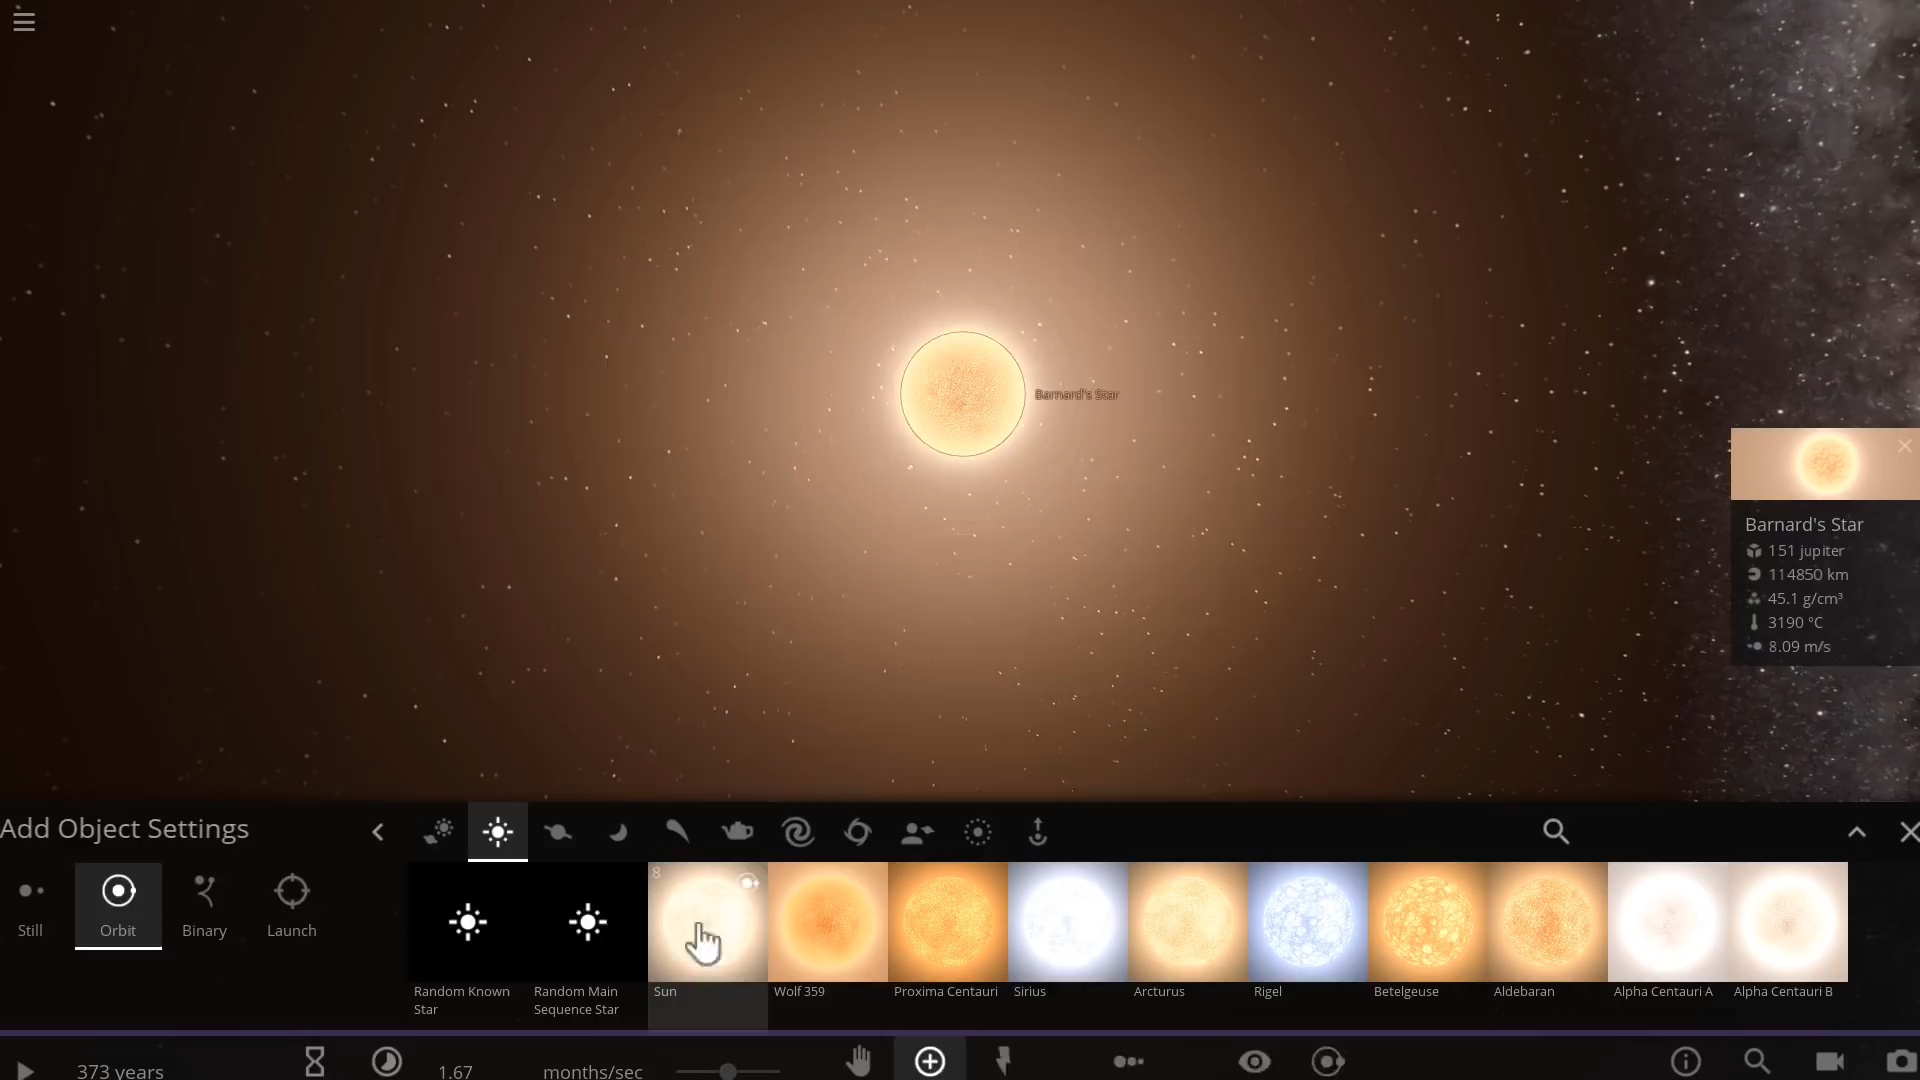 Barnard's Star
Barnard's Star
151 jupiter
114850 km
45.1 g/cm³
3190 °C
8.09 m/s
Add Object Settings
Still
Orbit
Binary
Launch
8
Random Known
Star
Random Main
Sequence Star
Sun
Wolf 359
Proxima Centauri
Sirius
Arcturus
Rigel
Betelgeuse
Aldebaran
Alpha Centauri A
Alpha Centauri B
373 years
1.67
months/sec